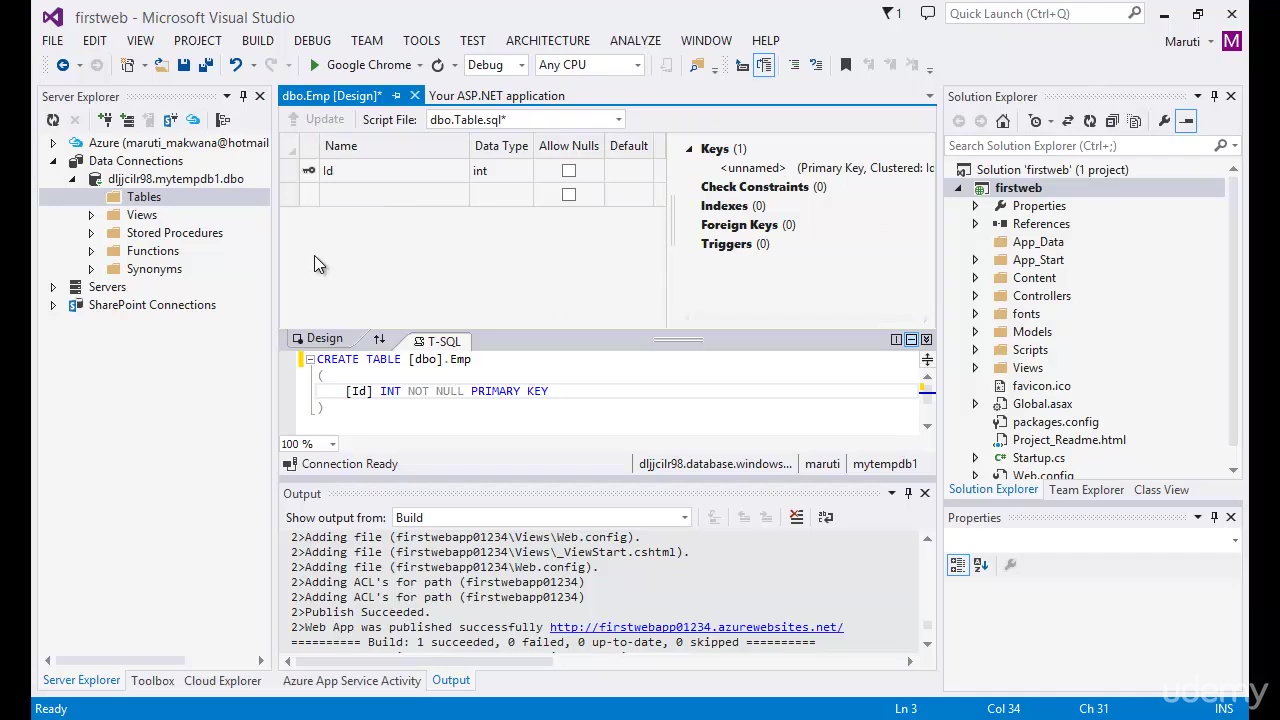 firstweb - Microsoft Visual Studio
1
Quick Launch (Ctrl+Q)
FILE EDIT VIEW PROJECT BUILD DEBUG TEAM TOOLS TEST ARCHITECTURE ANALYZE WINDOW HELP
Maruti M
Google Chrome Debug Any CPU
Server Explorer
Azure (maruti_makwana@hotmail
Data Connections
dljjcilr98.mytempdb1.dbo
Tables
Views
Stored Procedures
Functions
Synonyms
Servers
SharePoint Connections
Server Explorer Toolbox Cloud Explorer
dbo.Emp [Design]* Your ASP.NET application
Update Script File: dbo.Table.sql*
Name Data Type Allow Nulls Default
Id int
Keys (1)
<unnamed> (Primary Key, Clustered: Id
Check Constraints (0)
Indexes (0)
Foreign Keys (0)
Triggers (0)
Design T-SQL
CREATE TABLE [dbo].Emp
(
[Id] INT NOT NULL PRIMARY KEY
)
100 %
Connection Ready dljjcilr98.database.windows... maruti mytempdb1
Output
Show output from: Build
2>Adding file (firstwebapp01234\Views\Web.config).
2>Adding file (firstwebapp01234\Views\_ViewStart.cshtml).
2>Adding file (firstwebapp01234\Web.config).
2>Adding ACL's for path (firstwebapp01234)
2>Adding ACL's for path (firstwebapp01234)
2>Publish Succeeded.
2>Web App was published successfully http://firstwebapp01234.azurewebsites.net/
========== Build: 1 succeeded, 0 failed, 0 up-to-date, 0 skipped ==========
Azure App Service Activity Output
Solution Explorer
Search Solution Explorer (Ctrl+;)
Solution 'firstweb' (1 project)
firstweb
Properties
References
App_Data
App_Start
Content
Controllers
fonts
Models
Scripts
Views
favicon.ico
Global.asax
packages.config
Project_Readme.html
Startup.cs
Web.config
Solution Explorer Team Explorer Class View
Properties
udemy
Ready Ln 3 Col 34 Ch 31 INS